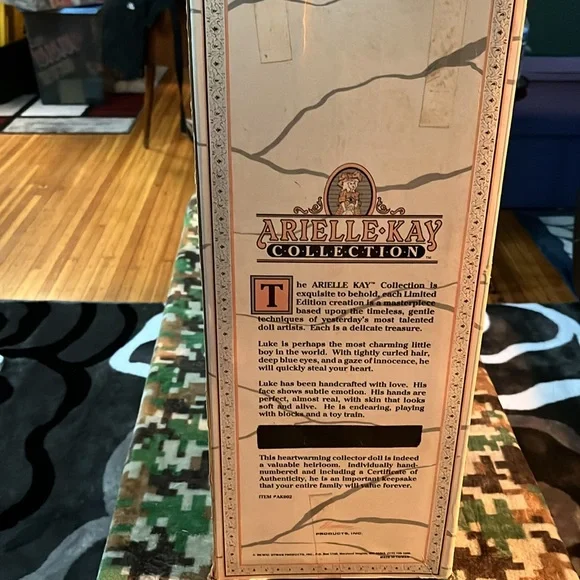 ARIELLE·KAY
COLLECTION™
The ARIELLE KAY™ Collection is
exquisite to behold, each Limited
Edition creation is a masterpiece
based upon the timeless, gentle
techniques of yesterday's most talented
doll artists. Each is a delicate treasure.
Luke is perhaps the most charming little
boy in the world. With tightly curled hair,
deep blue eyes, and a gaze of innocence, he
will quickly steal your heart.
Luke has been handcrafted with love. His
face shows subtle emotion. His hands are
perfect, almost real, with skin that looks
soft and alive. He is endearing, playing
with blocks and a toy train.
This heartwarming collector doll is indeed
a valuable heirloom. Individually hand-
numbered and including a Certificate of
Authenticity, he is an important keepsake
that your entire family will value forever.
PRODUCTS, INC.